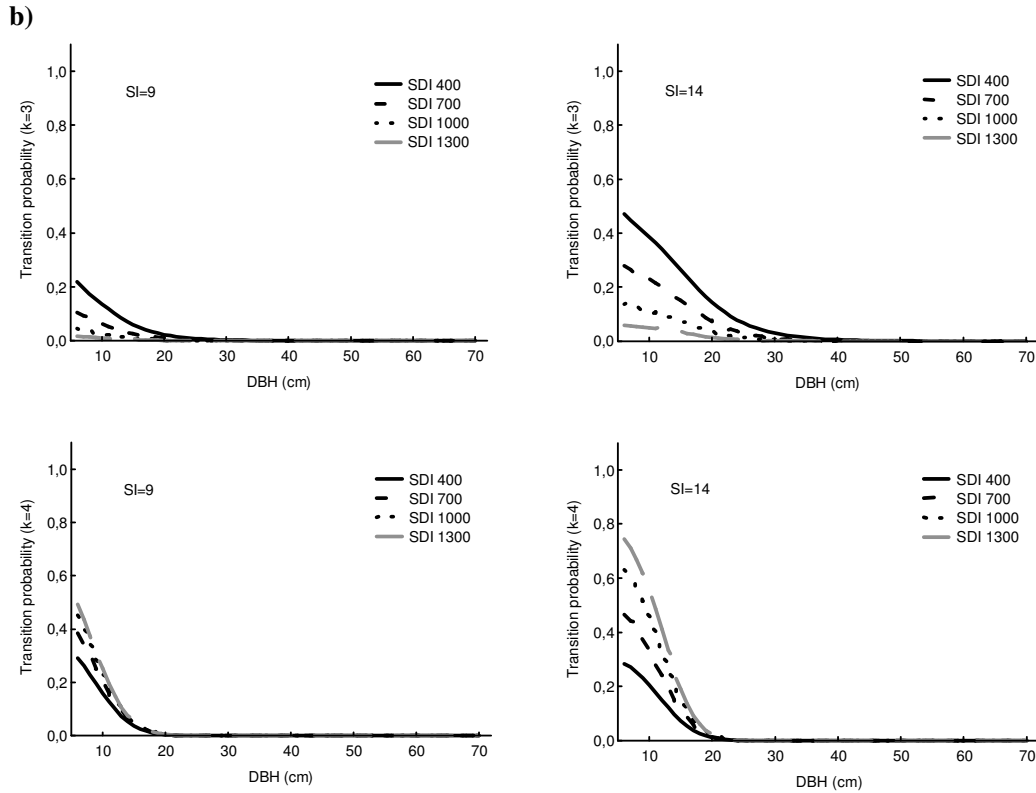 b)
Transition probability (k=3)
1,0
0,8
0,6
0,4
0,2
0,0
SI=9
SDI 400
SDI 700
SDI 1000
SDI 1300
10 20 30 40 50 60 70
DBH (cm)
Transition probability (k=3)
1,0
0,8
0,6
0,4
0,2
0,0
SI=14
SDI 400
SDI 700
SDI 1000
SDI 1300
10 20 30 40 50 60 70
DBH (cm)
Transition probability (k=4)
1,0
0,8
0,6
0,4
0,2
0,0
SI=9
SDI 400
SDI 700
SDI 1000
SDI 1300
10 20 30 40 50 60 70
DBH (cm)
Transition probability (k=4)
1,0
0,8
0,6
0,4
0,2
0,0
SI=14
SDI 400
SDI 700
SDI 1000
SDI 1300
10 20 30 40 50 60 70
DBH (cm)